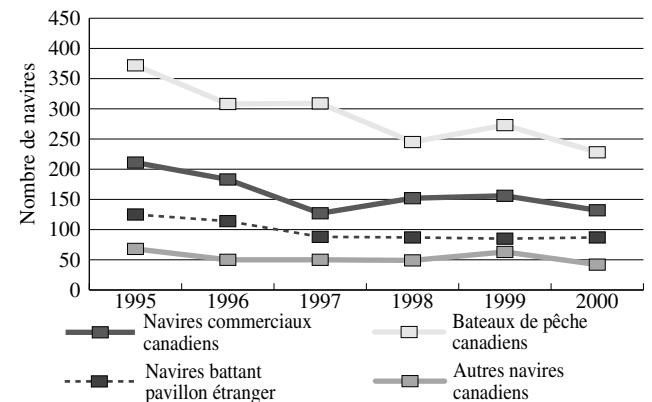 450
400
350
300
250
200
150
100
50
0
Nombre de navires
1995 1996 1997 1998 1999 2000
Navires commerciaux
canadiens
Bateaux de pêche
canadiens
Navires battant
pavillon étranger
Autres navires
canadiens